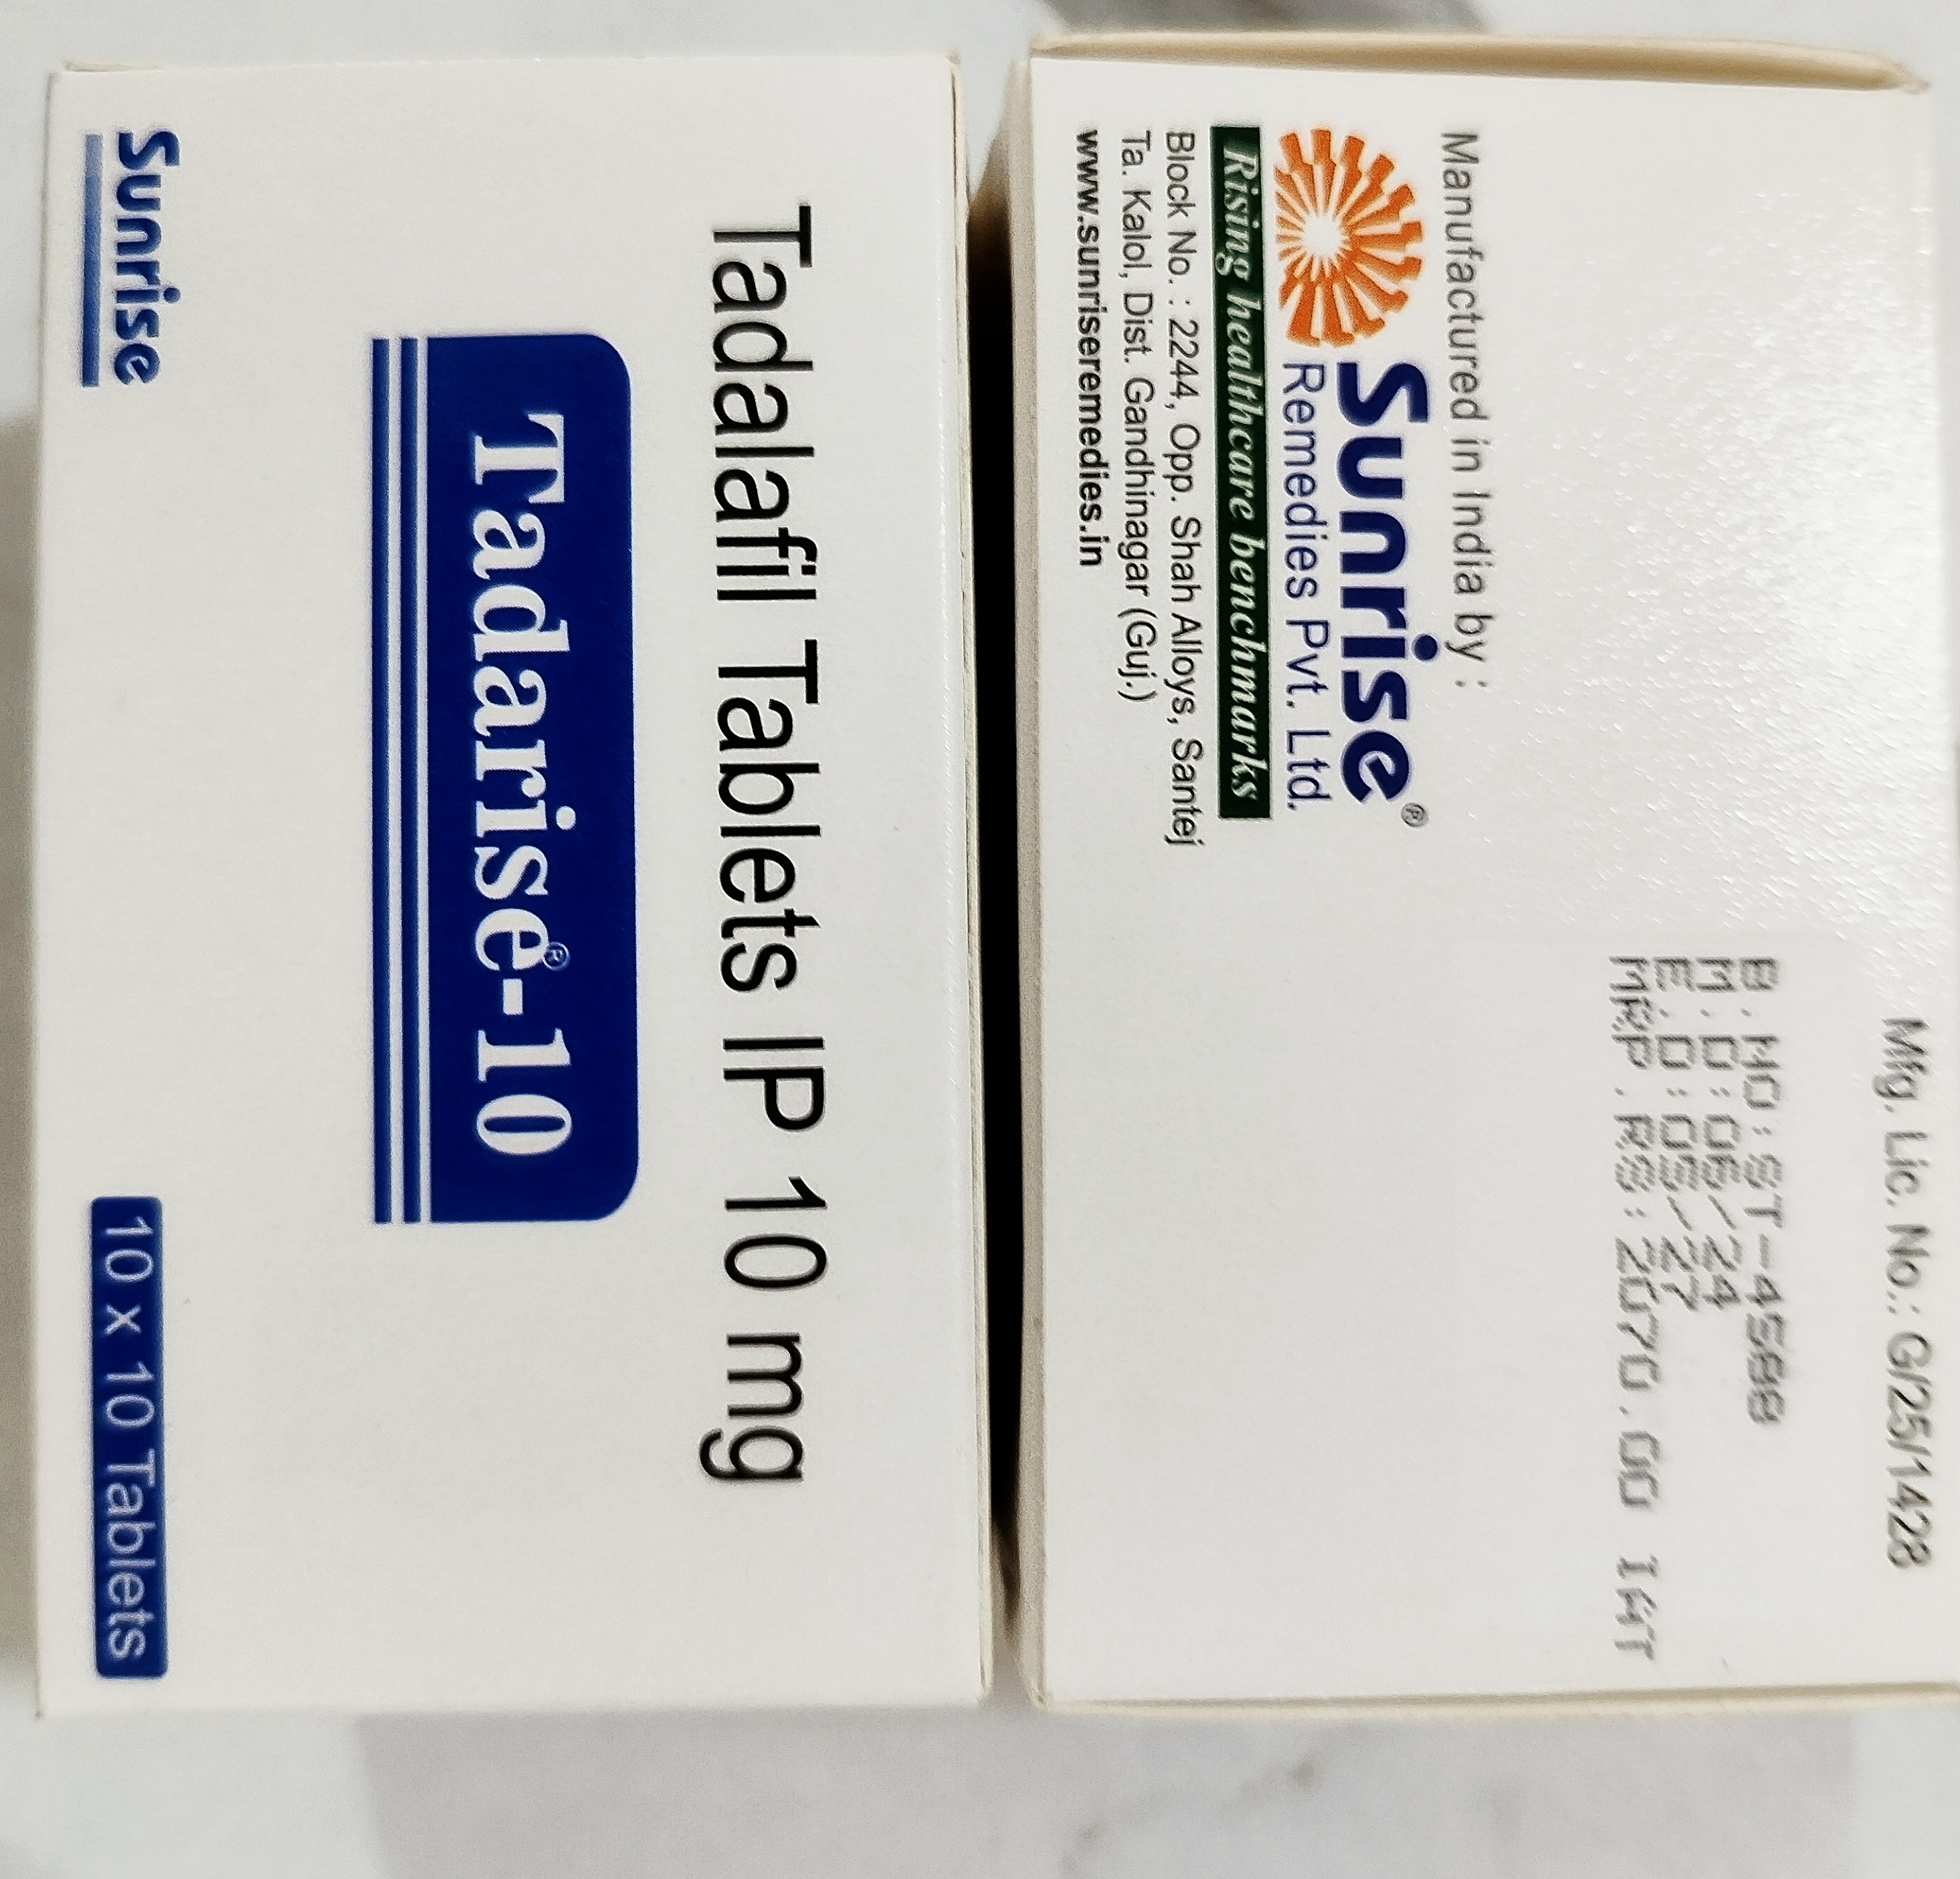 Tadalafil Tablets IP 10 mg
Tadarise®-10
Sunrise
10 x 10 Tablets
Mfg. Lic. No.: G/25/1428
B.NO:ST-4588
M.D:06/24
E.D:05/27
MRP.RS:2070.00 IAT
Manufactured in India by :
Sunrise®
Remedies Pvt. Ltd.
Rising healthcare benchmarks
Block No. : 2244, Opp. Shah Alloys, Santej
Ta. Kalol, Dist. Gandhinagar (Guj.)
www.sunriseremedies.in